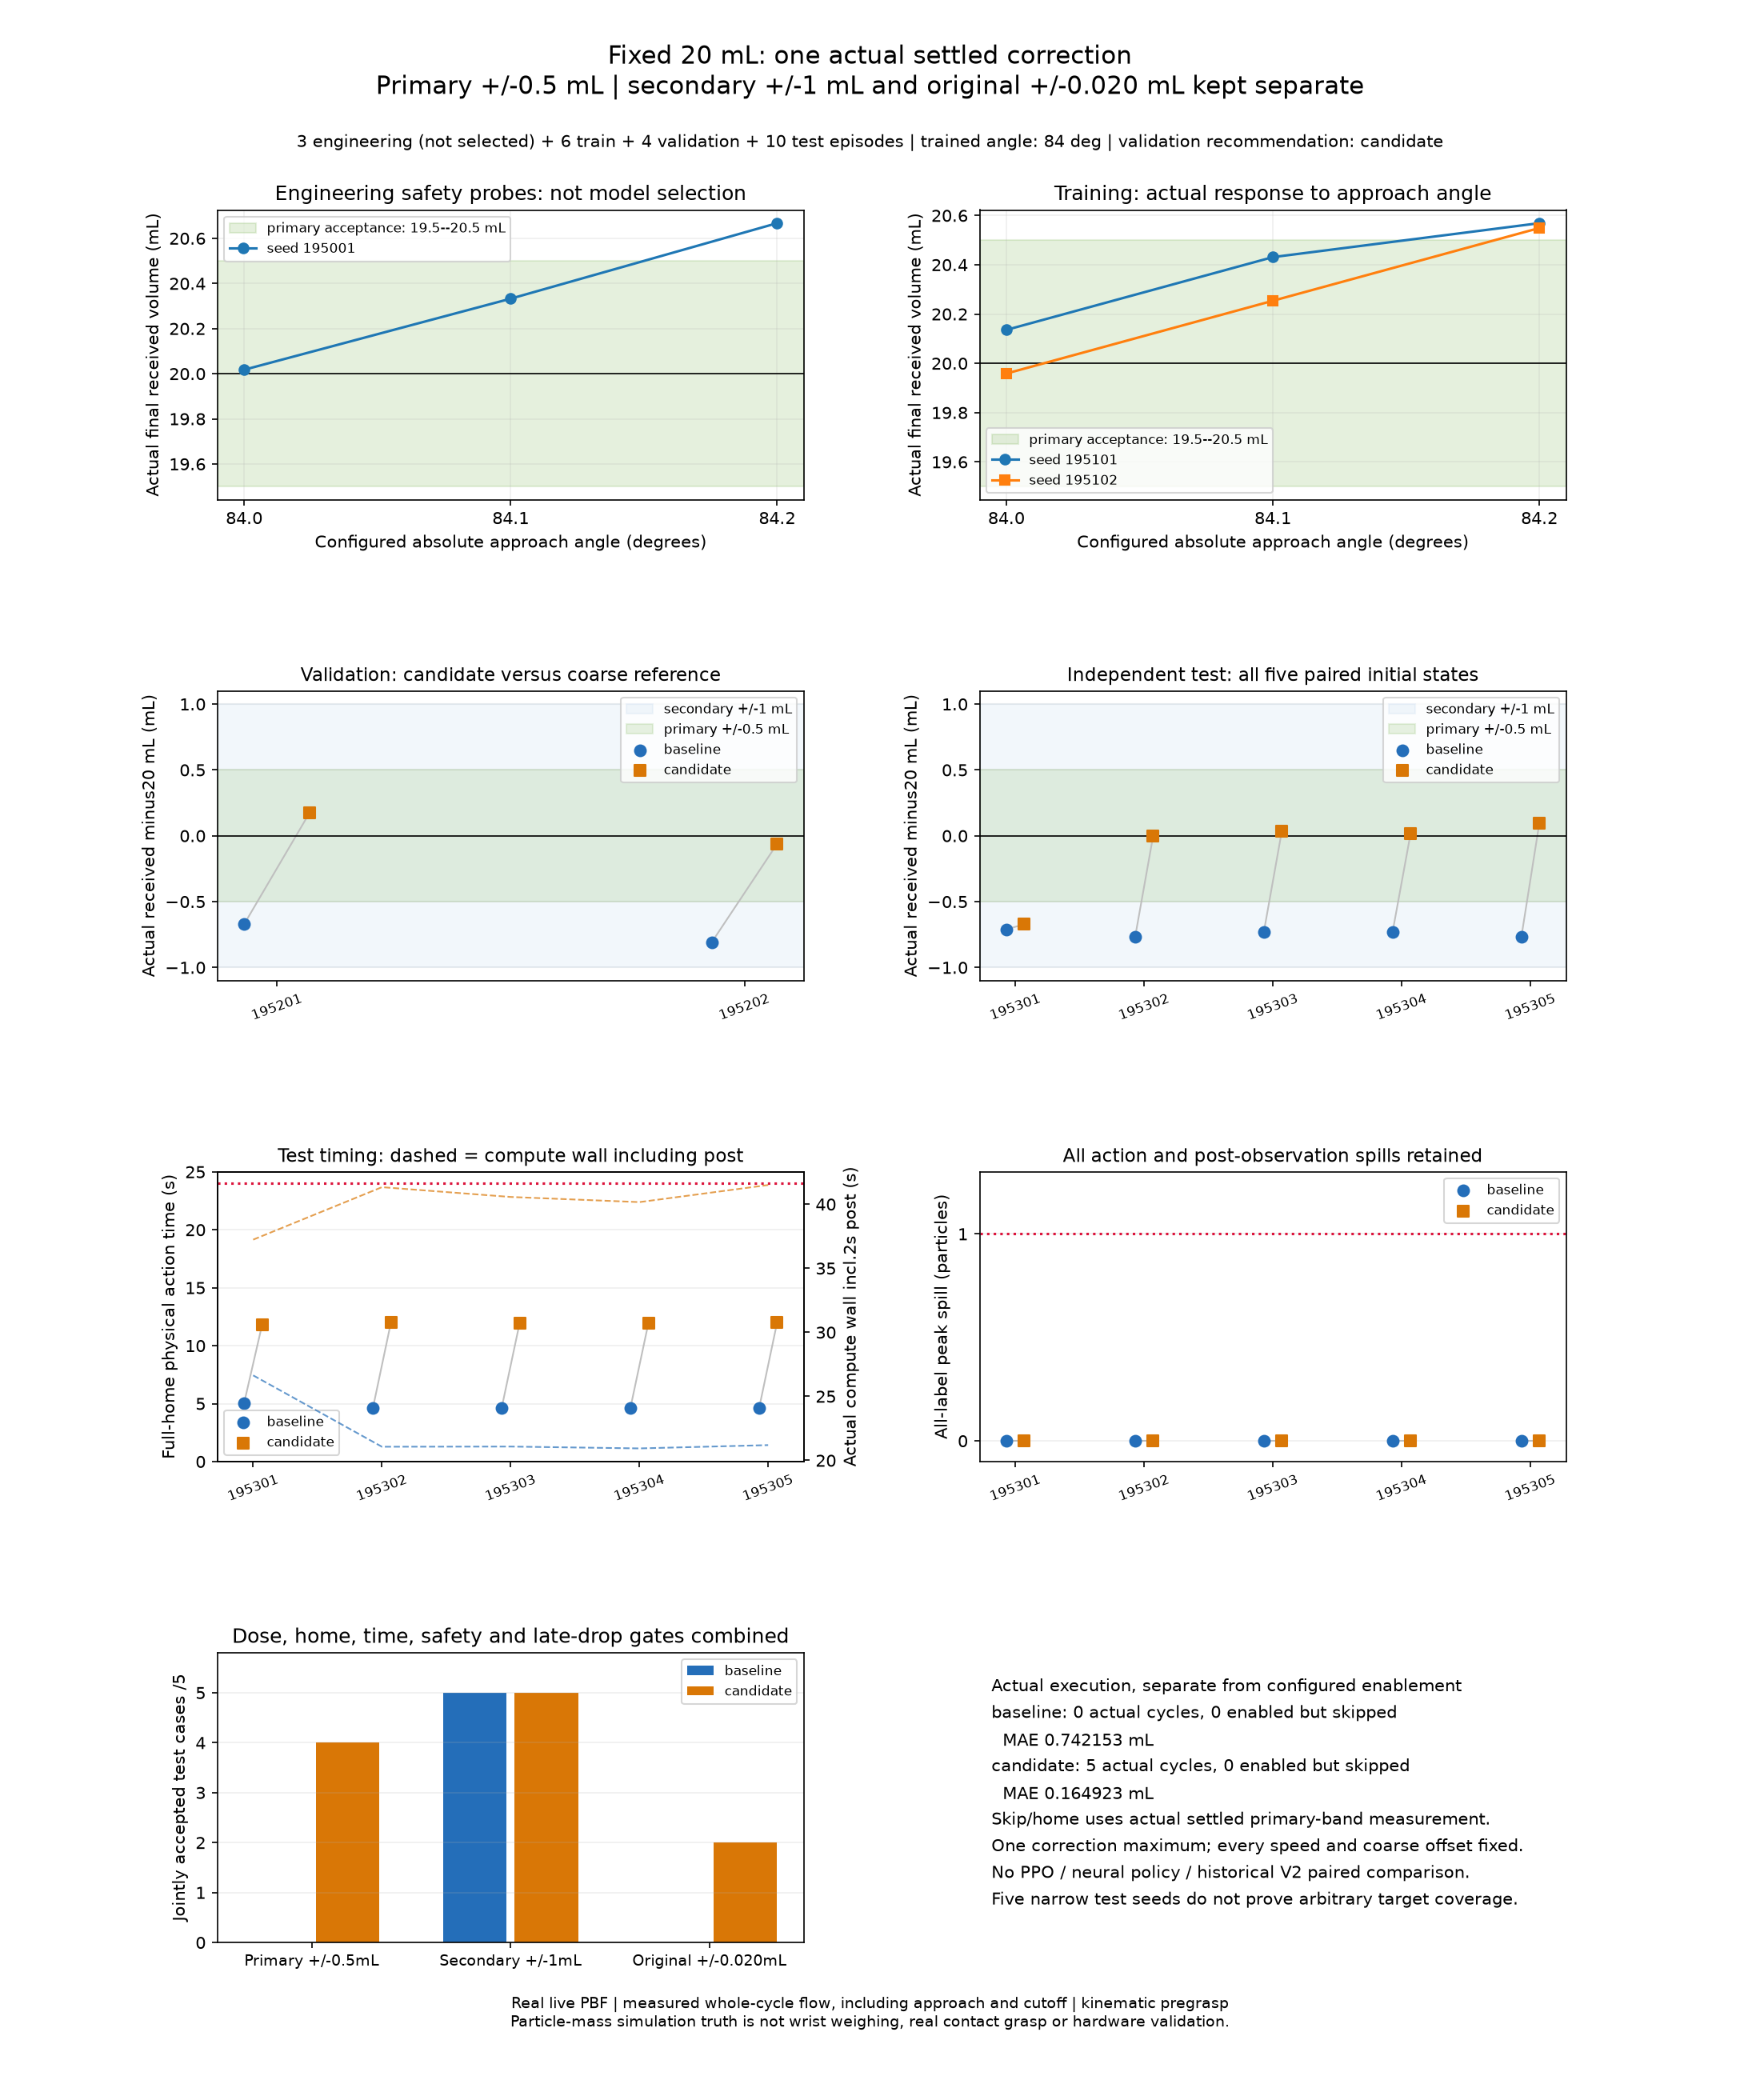 Fixed 20 mL: one actual settled correction
Primary +/-0.5 mL | secondary +/-1 mL and original +/-0.020 mL kept separate
3 engineering (not selected) + 6 train + 4 validation + 10 test episodes | trained angle: 84 deg | validation recommendation: candidate
Engineering safety probes: not model selection
Actual final received volume (mL)
20.6
20.4
20.2
20.0
19.8
19.6
primary acceptance: 19.5--20.5 mL
seed 195001
84.0
84.1
84.2
Configured absolute approach angle (degrees)
Training: actual response to approach angle
Actual final received volume (mL)
20.6
20.4
20.2
20.0
19.8
19.6
primary acceptance: 19.5--20.5 mL
seed 195101
seed 195102
84.0
84.1
84.2
Configured absolute approach angle (degrees)
Validation: candidate versus coarse reference
Actual received minus20 mL (mL)
1.0
0.5
0.0
−0.5
−1.0
secondary +/-1 mL
primary +/-0.5 mL
baseline
candidate
195201
195202
Independent test: all five paired initial states
Actual received minus20 mL (mL)
1.0
0.5
0.0
−0.5
−1.0
secondary +/-1 mL
primary +/-0.5 mL
baseline
candidate
195301
195302
195303
195304
195305
Test timing: dashed = compute wall including post
Full-home physical action time (s)
25
20
15
10
5
0
baseline
candidate
195301
195302
195303
195304
195305
40
35
30
25
20
Actual compute wall incl.2s post (s)
All action and post-observation spills retained
All-label peak spill (particles)
1
0
baseline
candidate
195301
195302
195303
195304
195305
Dose, home, time, safety and late-drop gates combined
Jointly accepted test cases /5
5
4
3
2
1
0
baseline
candidate
Primary +/-0.5mL
Secondary +/-1mL
Original +/-0.020mL
Actual execution, separate from configured enablement
baseline: 0 actual cycles, 0 enabled but skipped
MAE 0.742153 mL
candidate: 5 actual cycles, 0 enabled but skipped
MAE 0.164923 mL
Skip/home uses actual settled primary-band measurement.
One correction maximum; every speed and coarse offset fixed.
No PPO / neural policy / historical V2 paired comparison.
Five narrow test seeds do not prove arbitrary target coverage.
Real live PBF | measured whole-cycle flow, including approach and cutoff | kinematic pregrasp
Particle-mass simulation truth is not wrist weighing, real contact grasp or hardware validation.